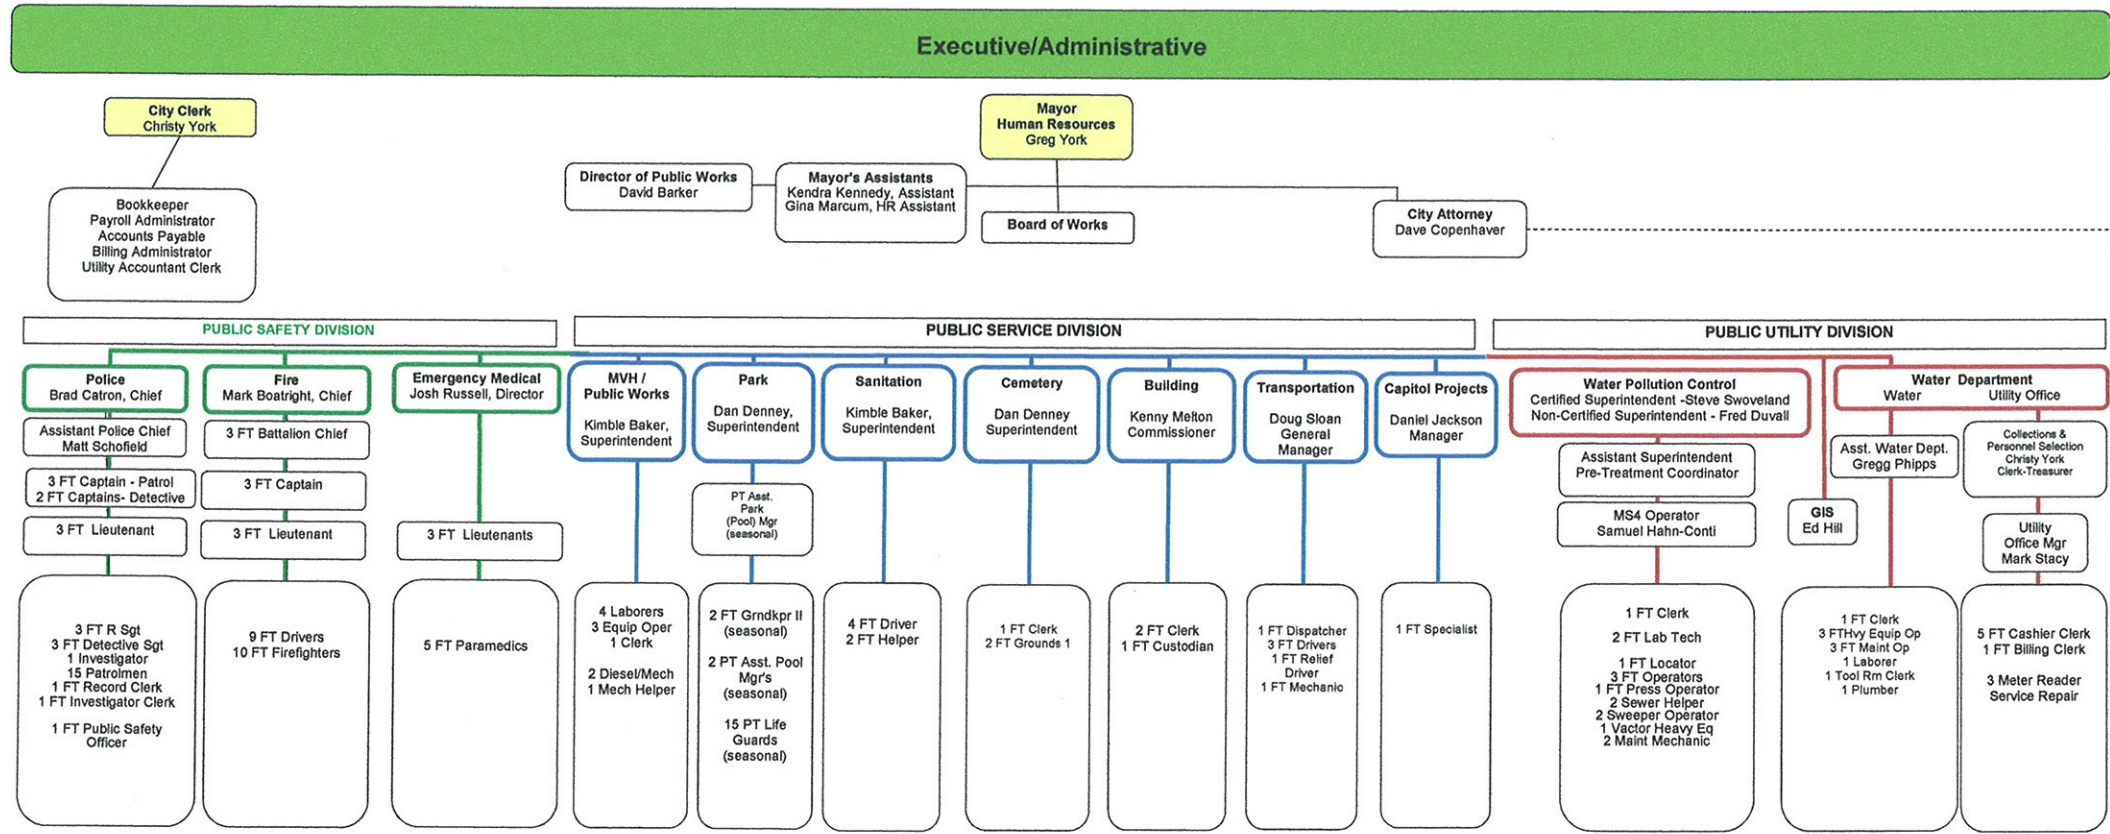 Executive/Administrative
City Clerk
Christy York
Bookkeeper
Payroll Administrator
Accounts Payable
Billing Administrator
Utility Accountant Clerk
Mayor
Human Resources
Greg York
Director of Public Works
David Barker
Mayor's Assistants
Kendra Kennedy, Assistant
Gina Marcum, HR Assistant
Board of Works
City Attorney
Dave Copenhaver
PUBLIC SAFETY DIVISION
PUBLIC SERVICE DIVISION
PUBLIC UTILITY DIVISION
Police
Brad Catron, Chief
Assistant Police Chief
Matt Schofield
3 FT Captain - Patrol
2 FT Captains- Detective
3 FT Lieutenant
3 FT R Sgt
3 FT Detective Sgt
1 Investigator
15 Patrolmen
1 FT Record Clerk
1 FT Investigator Clerk
1 FT Public Safety
Officer
Fire
Mark Boatright, Chief
3 FT Battalion Chief
3 FT Captain
3 FT Lieutenant
9 FT Drivers
10 FT Firefighters
Emergency Medical
Josh Russell, Director
3 FT Lieutenants
5 FT Paramedics
MVH /
Public Works
Kimble Baker,
Superintendent
4 Laborers
3 Equip Oper
1 Clerk
2 Diesel/Mech
1 Mech Helper
Park
Dan Denney,
Superintendent
PT Asst.
Park
(Pool) Mgr
(seasonal)
2 FT Grndkpr II
(seasonal)
2 PT Asst. Pool
Mgr's
(seasonal)
15 PT Life
Guards
(seasonal)
Sanitation
Kimble Baker,
Superintendent
4 FT Driver
2 FT Helper
Cemetery
Dan Denney
Superintendent
1 FT Clerk
2 FT Grounds 1
Building
Kenny Melton
Commissioner
2 FT Clerk
1 FT Custodian
Transportation
Doug Sloan
General
Manager
1 FT Dispatcher
3 FT Drivers
1 FT Relief
Driver
1 FT Mechanic
Capitol Projects
Daniel Jackson
Manager
1 FT Specialist
Water Pollution Control
Certified Superintendent -Steve Swoveland
Non-Certified Superintendent - Fred Duvall
Assistant Superintendent
Pre-Treatment Coordinator
MS4 Operator
Samuel Hahn-Conti
1 FT Clerk
2 FT Lab Tech
1 FT Locator
3 FT Operators
1 FT Press Operator
2 Sewer Helper
2 Sweeper Operator
1 Vactor Heavy Eq
2 Maint Mechanic
GIS
Ed Hill
Water Department
Water Utility Office
Asst. Water Dept.
Gregg Phipps
1 FT Clerk
3 FTHvy Equip Op
3 FT Maint Op
1 Laborer
1 Tool Rm Clerk
1 Plumber
Collections &
Personnel Selection
Christy York
Clerk-Treasurer
Utility
Office Mgr
Mark Stacy
5 FT Cashier Clerk
1 FT Billing Clerk
3 Meter Reader
Service Repair